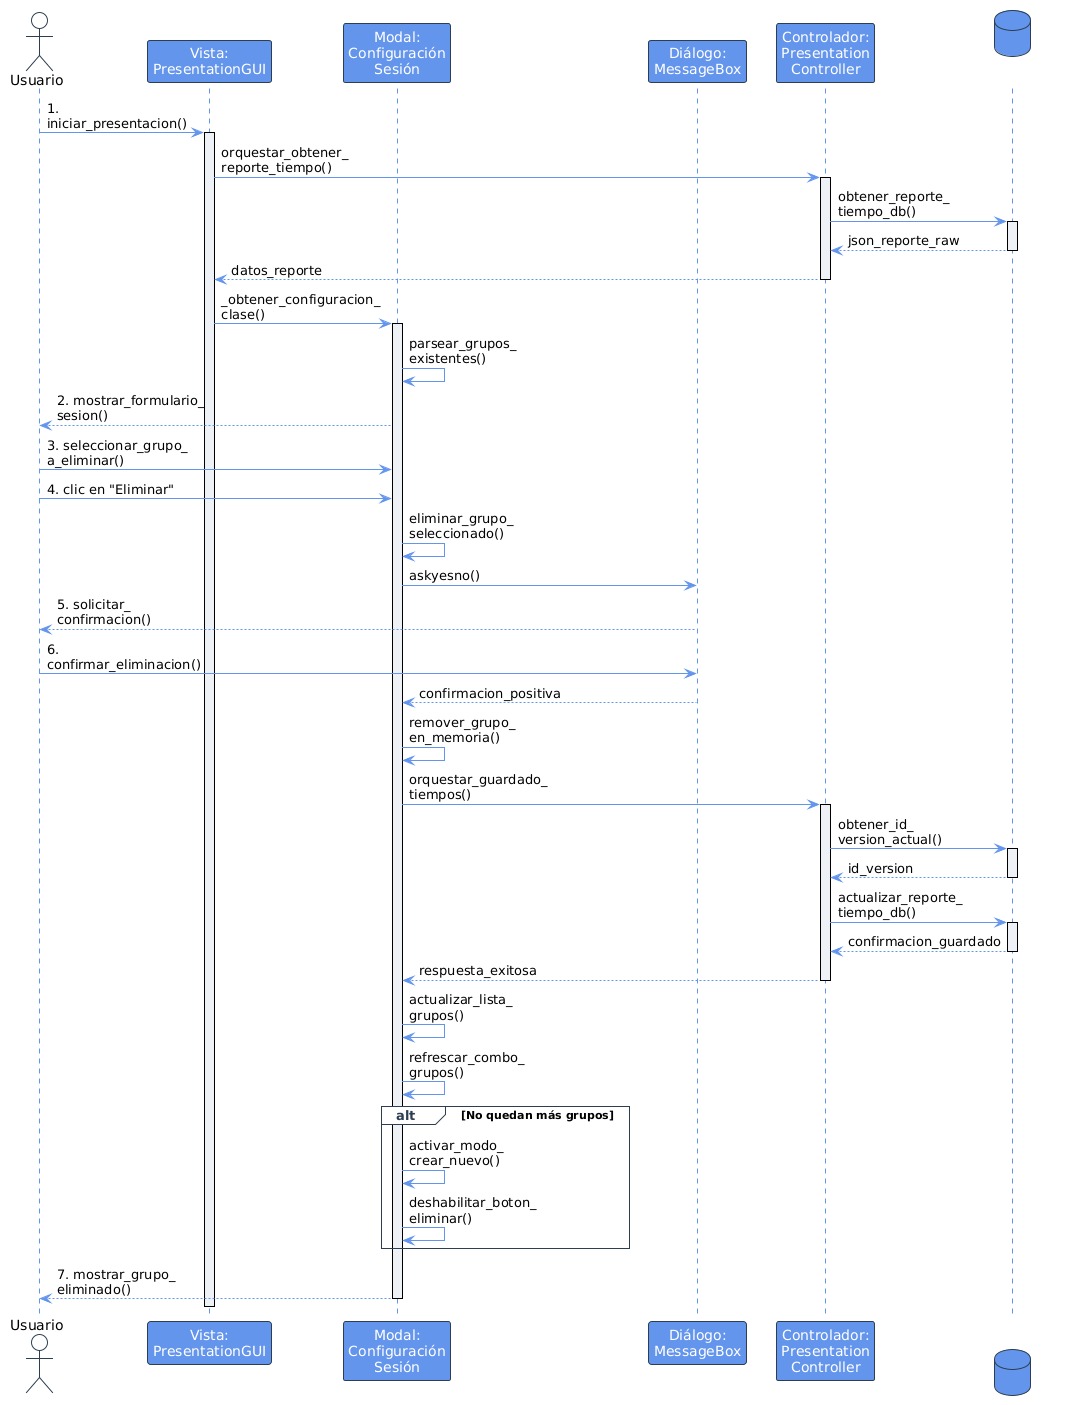 Usuario
Vista:
PresentationGUI
Modal:
Configuración
Sesión
Diálogo:
MessageBox
Controlador:
Presentation
Controller
1.
iniciar_presentacion()
orquestar_obtener_
reporte_tiempo()
obtener_reporte_
tiempo_db()
json_reporte_raw
datos_reporte
_obtener_configuracion_
clase()
parsear_grupos_
existentes()
2. mostrar_formulario_
sesion()
3. seleccionar_grupo_
a_eliminar()
4. clic en "Eliminar"
eliminar_grupo_
seleccionado()
askyesno()
5. solicitar_
confirmacion()
6.
confirmar_eliminacion()
confirmacion_positiva
remover_grupo_
en_memoria()
orquestar_guardado_
tiempos()
obtener_id_
version_actual()
id_version
actualizar_reporte_
tiempo_db()
confirmacion_guardado
respuesta_exitosa
actualizar_lista_
grupos()
refrescar_combo_
grupos()
alt [No quedan más grupos]
activar_modo_
crear_nuevo()
deshabilitar_boton_
eliminar()
7. mostrar_grupo_
eliminado()
Usuario
Vista:
PresentationGUI
Modal:
Configuración
Sesión
Diálogo:
MessageBox
Controlador:
Presentation
Controller